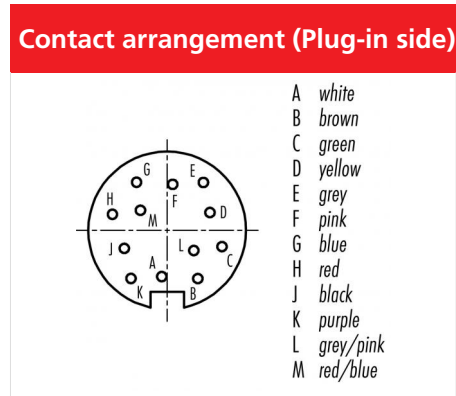 Contact arrangement (Plug-in side)
A white
B brown
C green
D yellow
E grey
F pink
G blue
H red
J black
K purple
L grey/pink
M red/blue
G E
F
H M D
J L C
A
K B